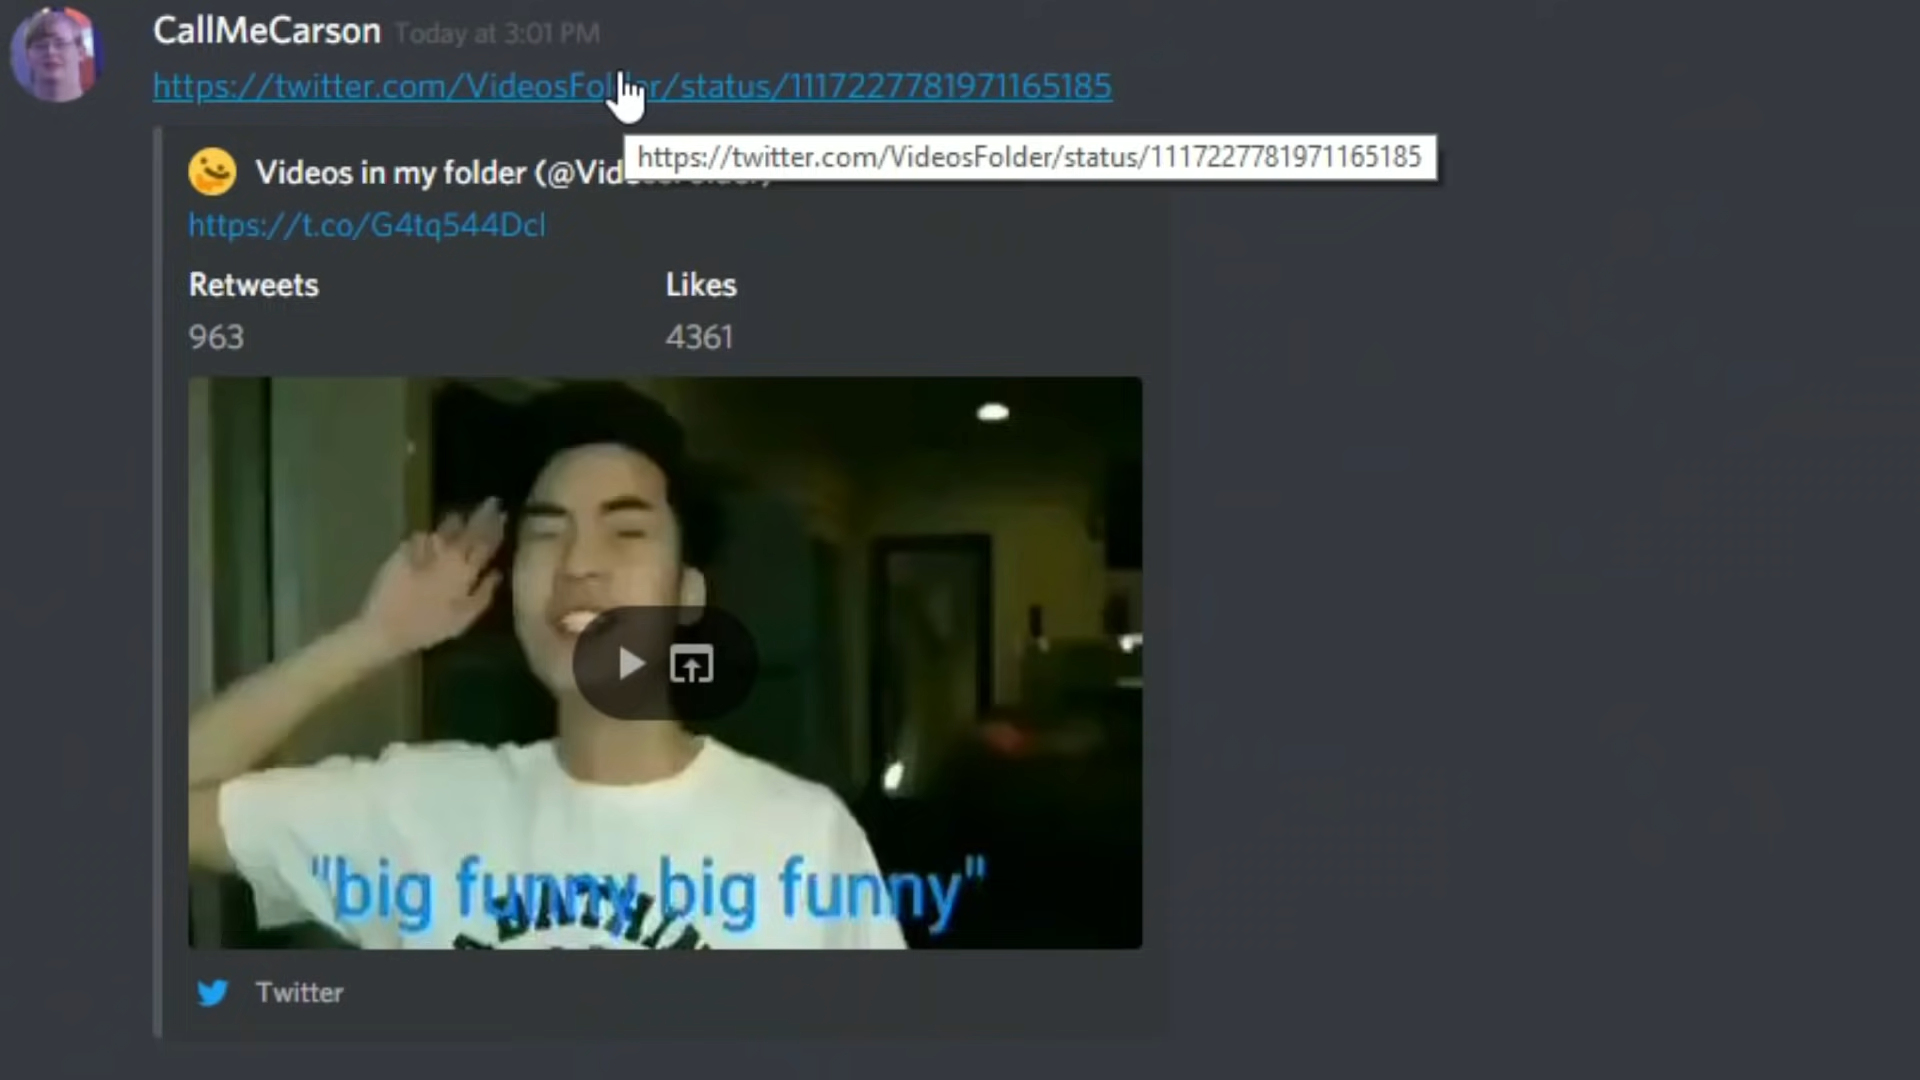 CallMeCarson Today at 3:01 PM
https://twitter.com/VideosFolder/status/1117227781971165185
https://twitter.com/VideosFolder/status/1117227781971165185
Videos in my folder (@Vid
https://t.co/G4tq544Dcl
Retweets Likes
963 4361
"big funny big funny"
Twitter